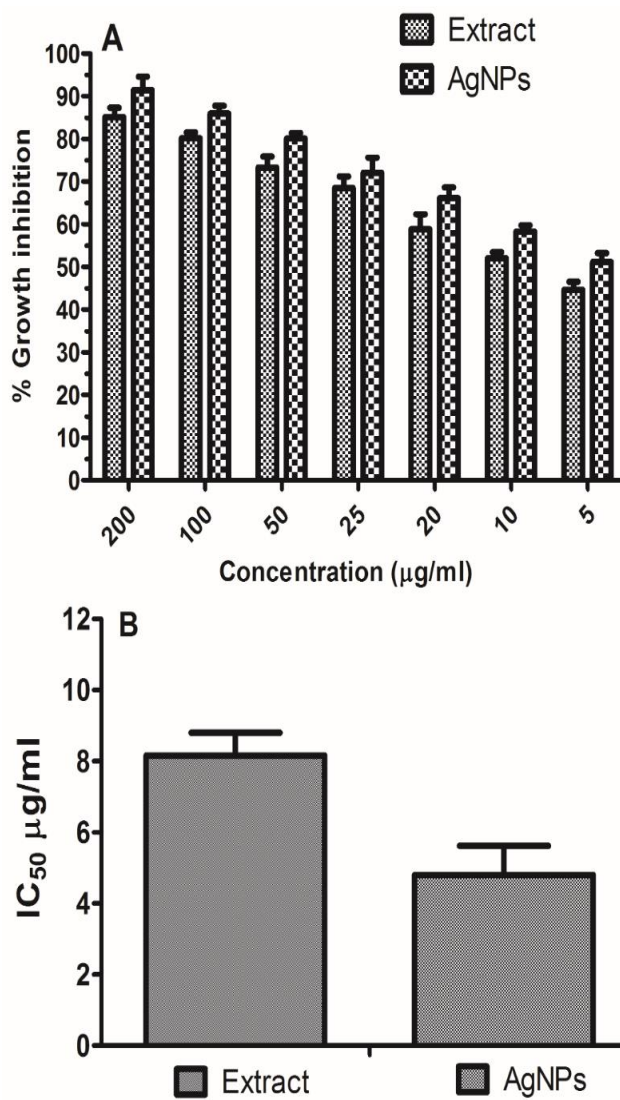 A
Extract
AgNPs
% Growth inhibition
100
90
80
70
60
50
40
30
20
10
0
200 100 50 25 20 10 5
Concentration (µg/ml)
B
IC₅₀ µg/ml
12
10
8
6
4
2
0
Extract AgNPs